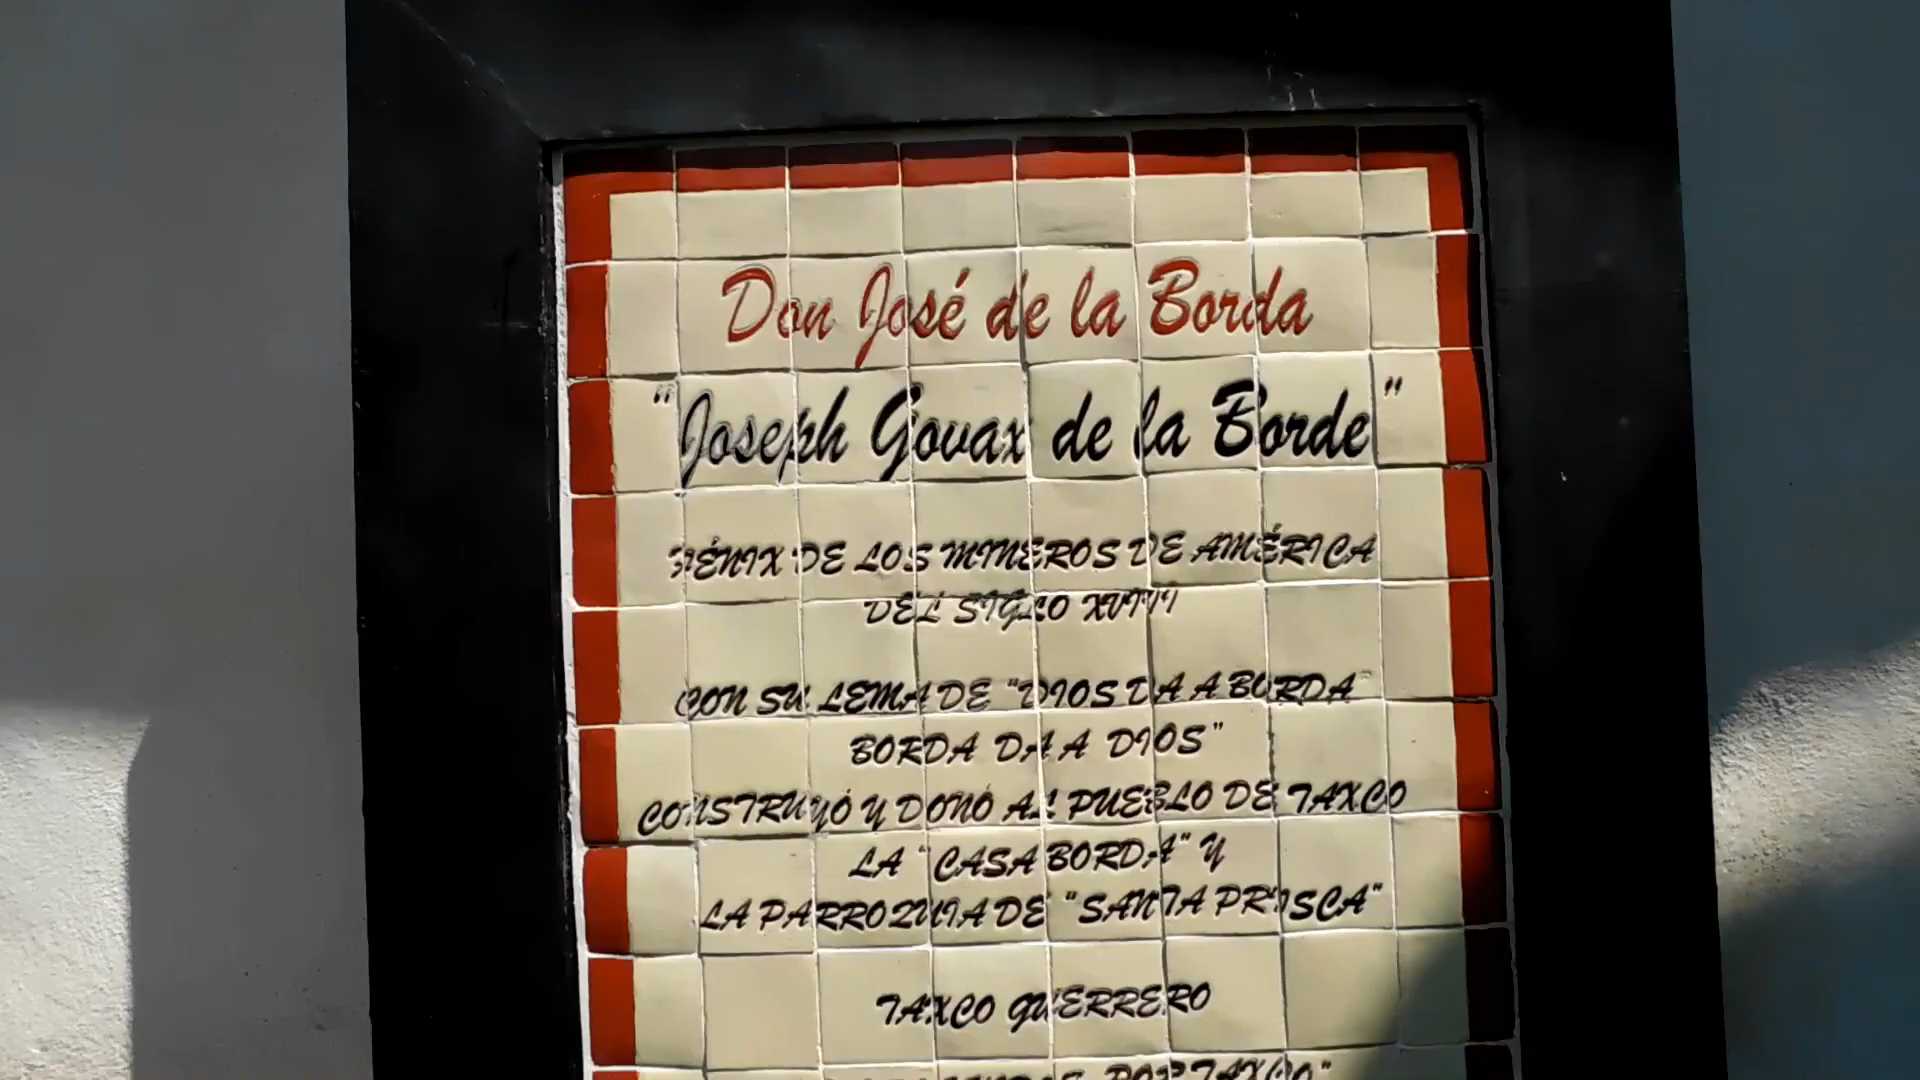 Don José de la Borda
"Joseph Govax de la Borde"
FÉNIX DE LOS MINEROS DE AMÉRICA
DEL SIGLO XVIII
CON SU LEMA DE "DIOS DA A BORDA
BORDA DA A DIOS"
CONSTRUYÓ Y DONÓ AL PUEBLO DE TAXCO
LA "CASA BORDA" Y
LA PARROQUIA DE "SANTA PRISCA"
TAXCO GUERRERO
POR TAXCO"